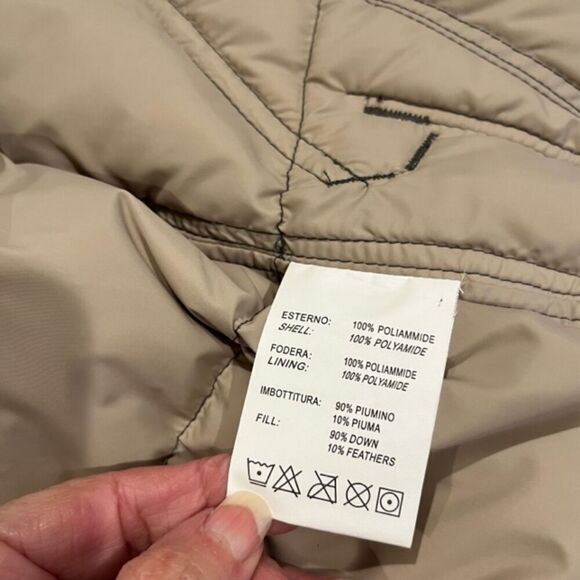 ESTERNO: 100% POLIAMMIDE
SHELL: 100% POLYAMIDE
FODERA: 100% POLIAMMIDE
LINING: 100% POLYAMIDE
IMBOTTITURA: 90% PIUMINO
10% PIUMA
FILL: 90% DOWN
10% FEATHERS